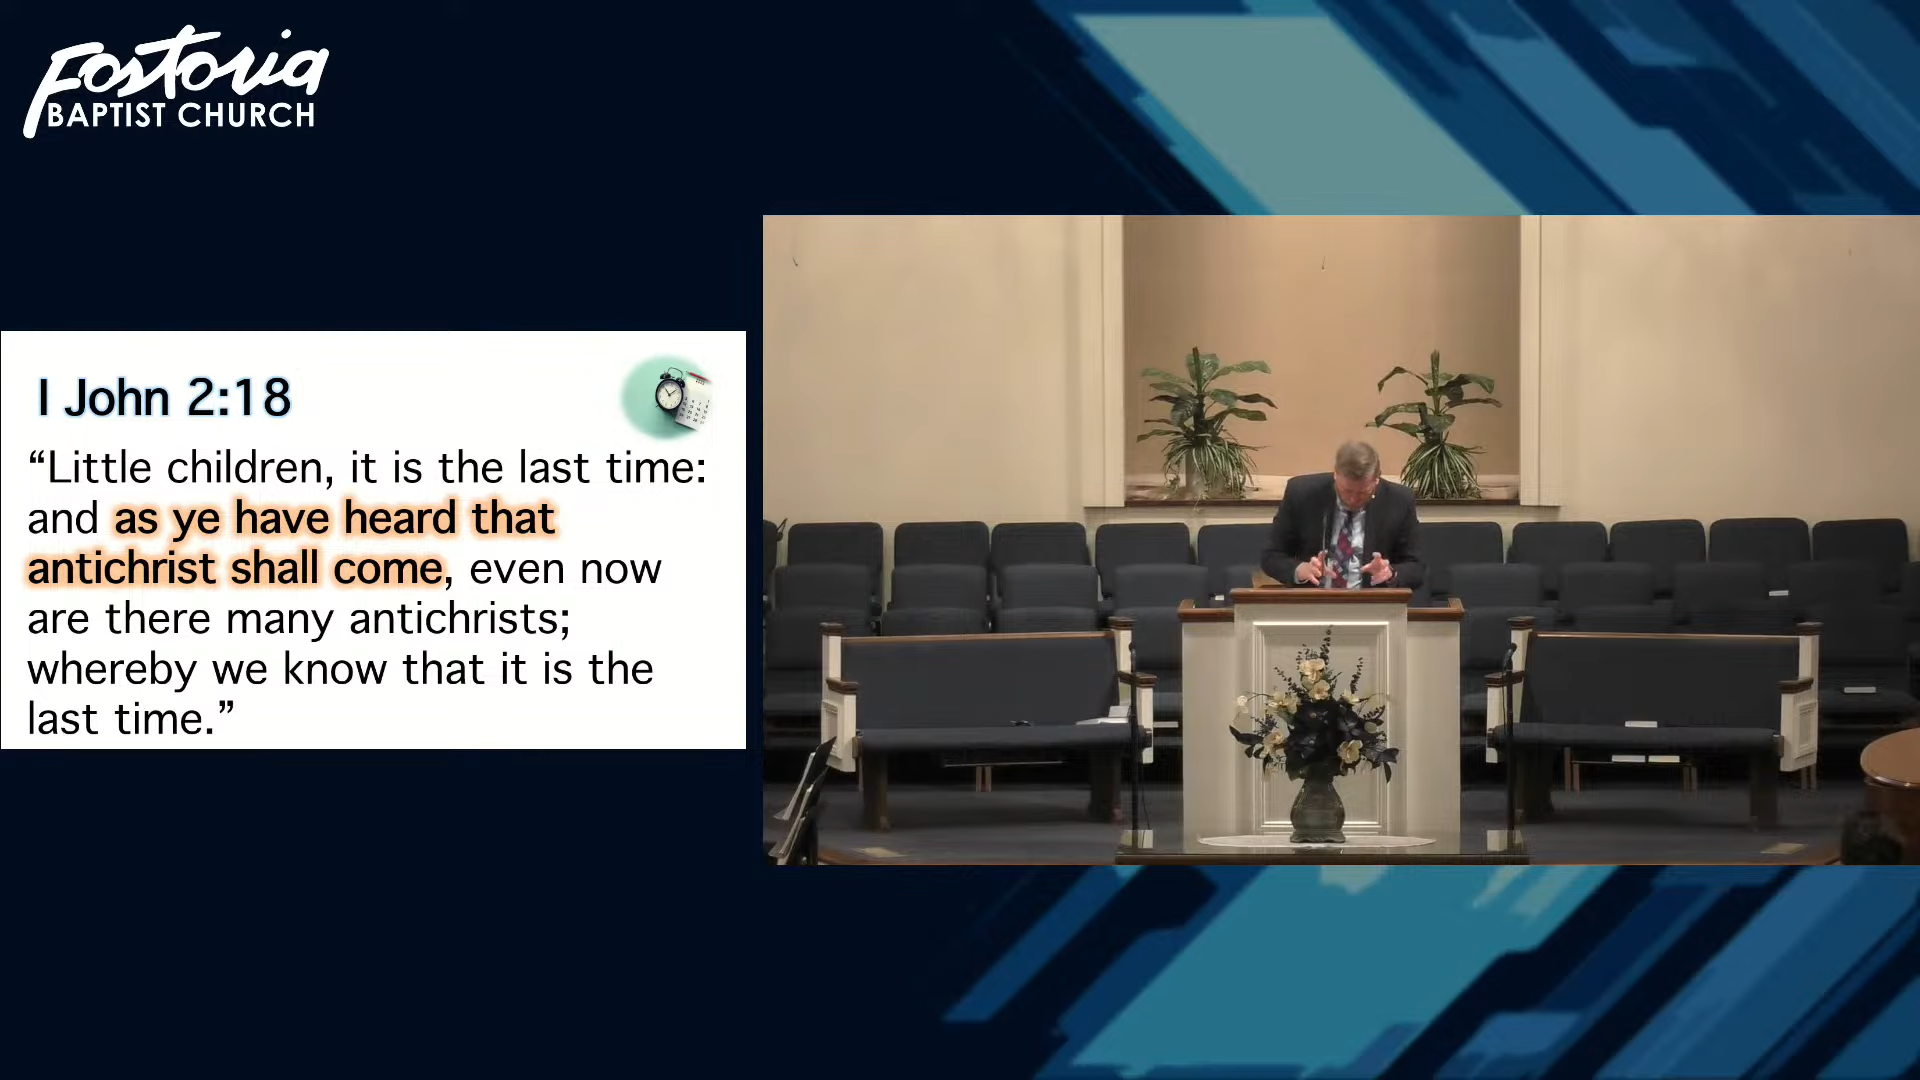 Fostoria
BAPTIST CHURCH
I John 2:18
“Little children, it is the last time:
and as ye have heard that
antichrist shall come, even now
are there many antichrists;
whereby we know that it is the
last time.”